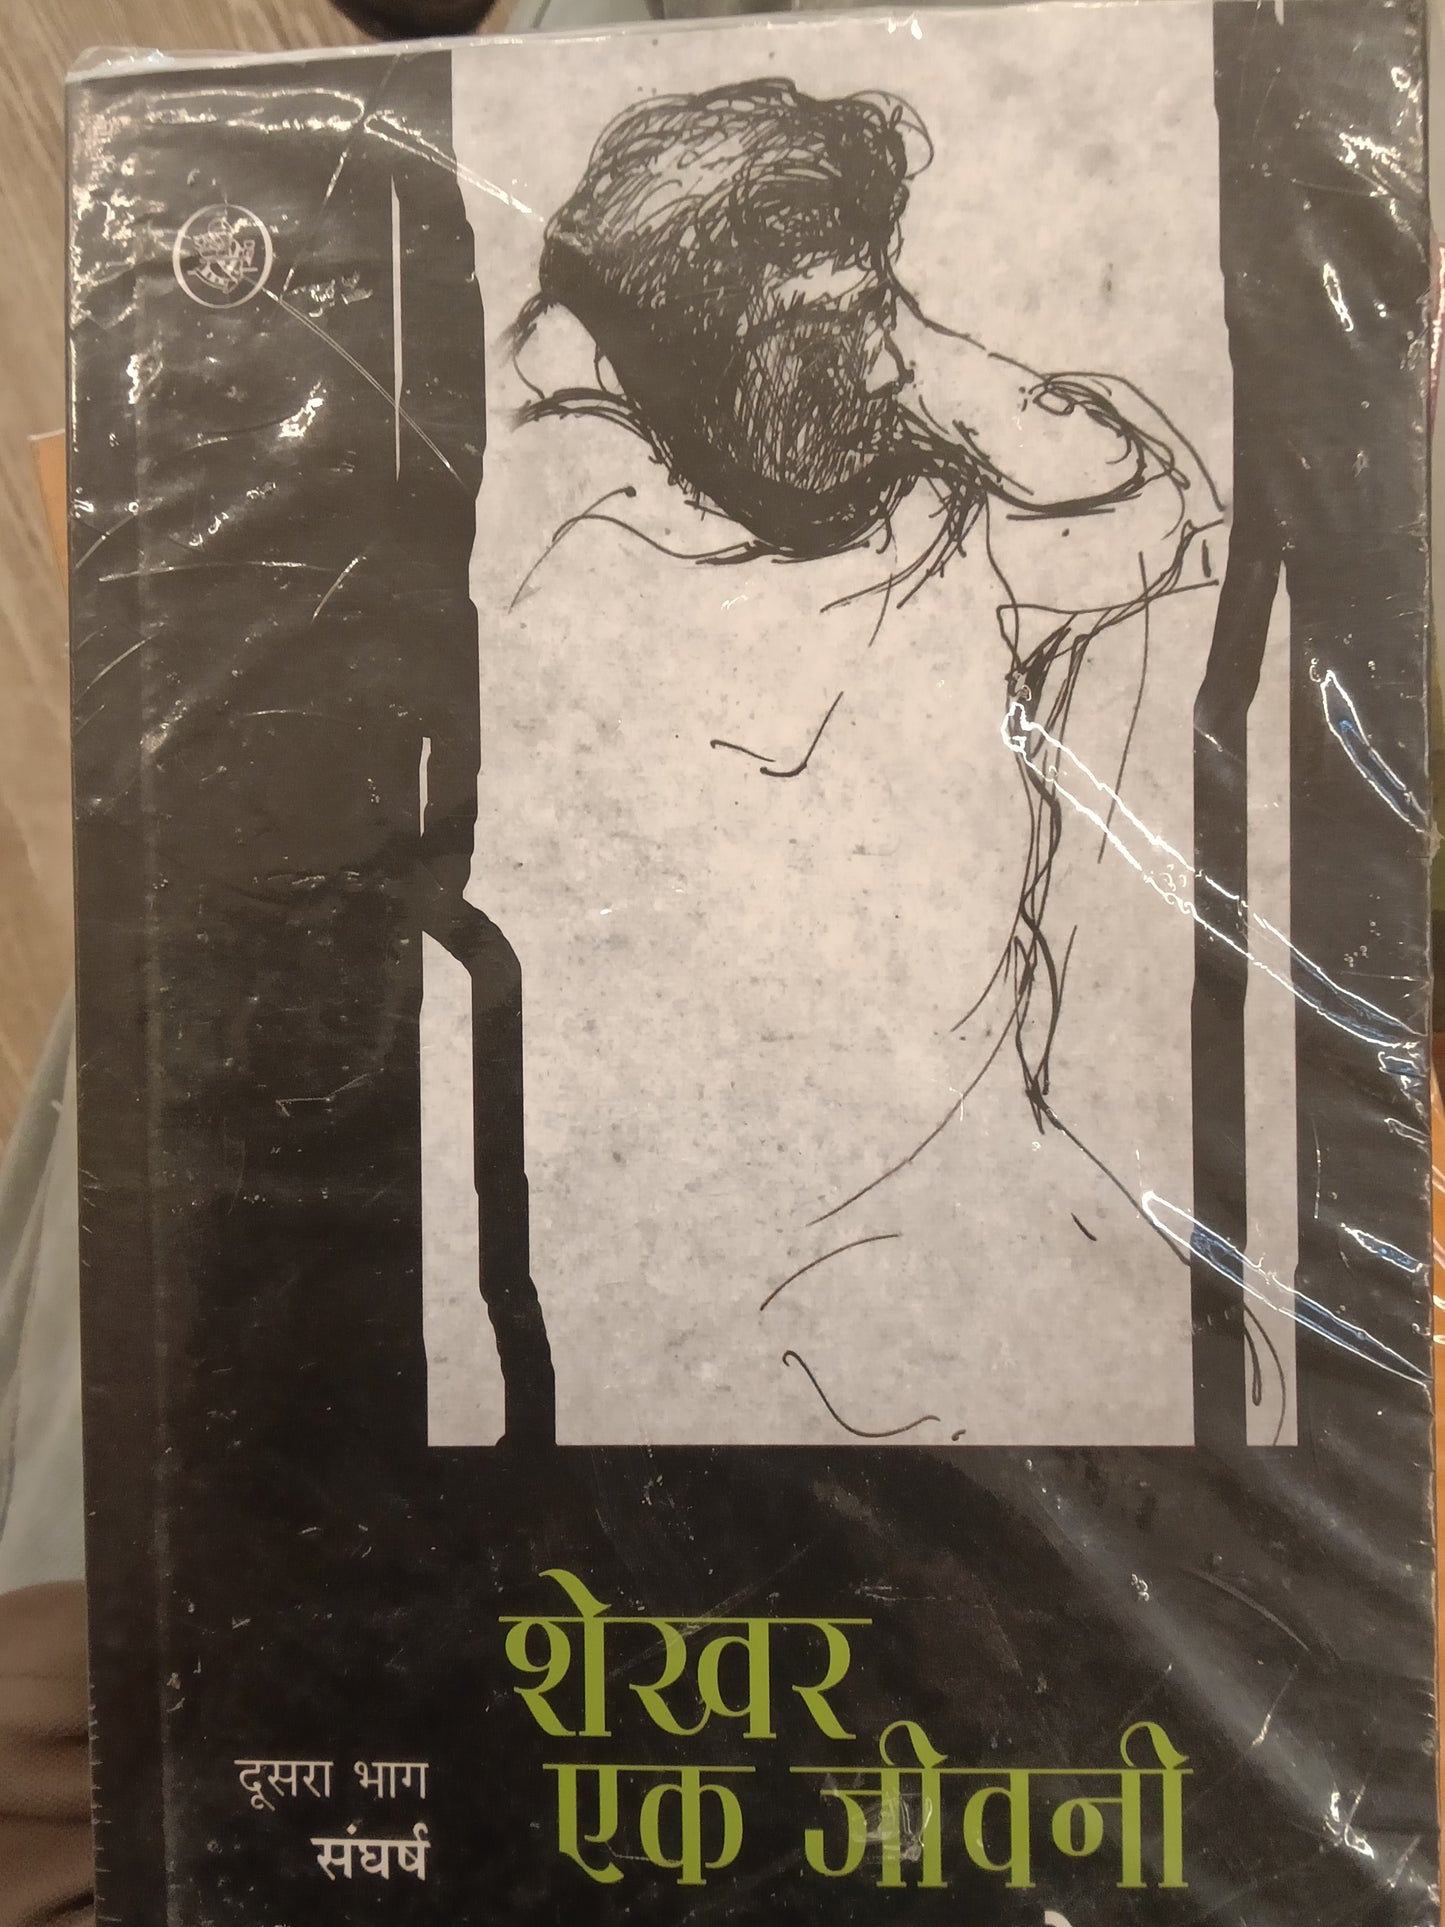 शेखर
एक जीवनी
दूसरा भाग
संघर्ष